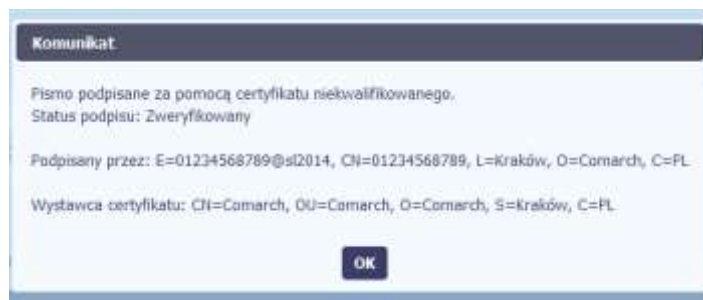 Komunikat
Pismo podpisane za pomocą certyfikatu niekwalifikowanego.
Status podpisu: Zweryfikowany
Podpisany przez: E=01234568789@sl2014, CN=01234568789, L=Kraków, O=Comarch, C=PL
Wystawca certyfikatu: CN=Comarch, OU=Comarch, O=Comarch, S=Kraków, C=PL
OK